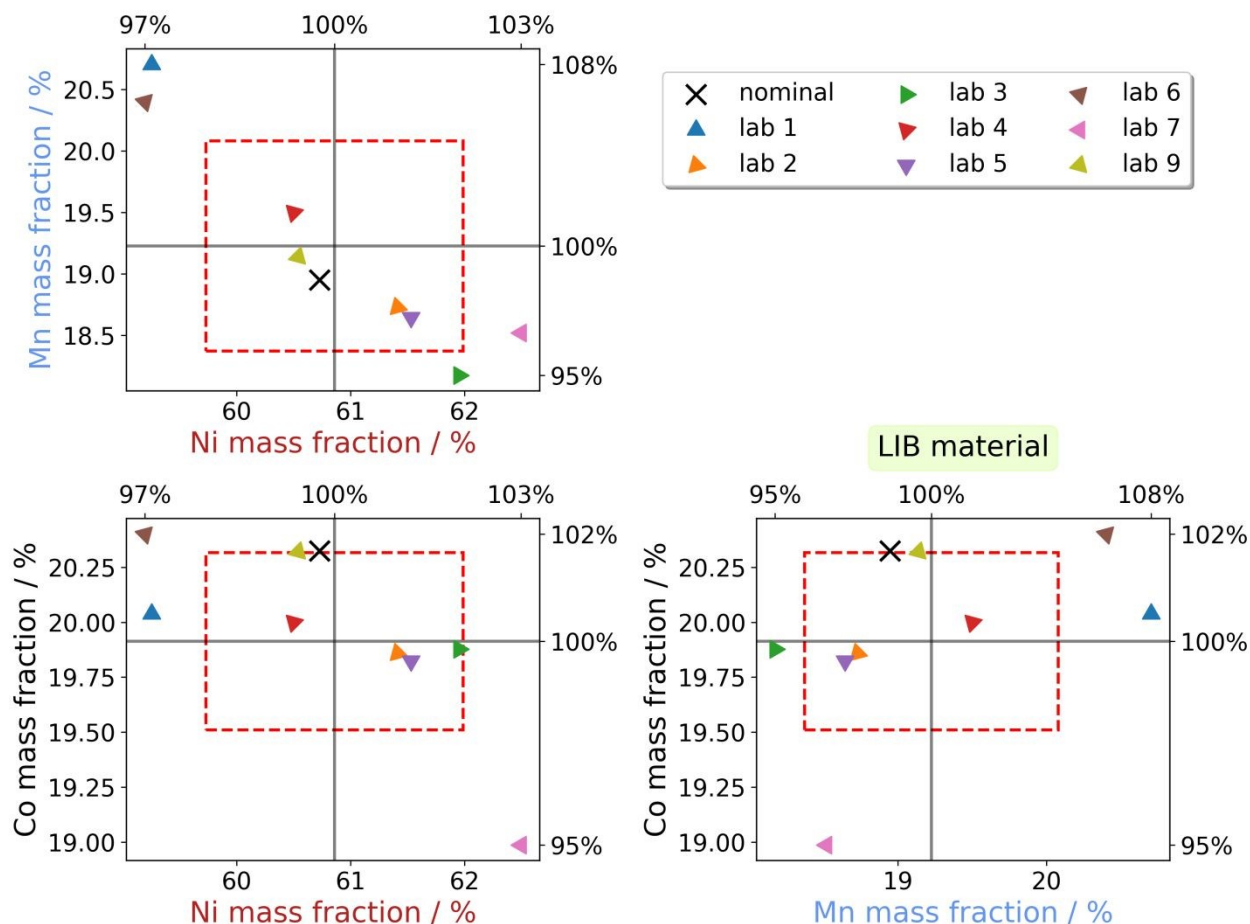 97% 100% 103%
Mn mass fraction / %
20.5
20.0
19.5
19.0
18.5
108%
100%
95%
60 61 62
Ni mass fraction / %
nominal lab 3 lab 6
lab 1 lab 4 lab 7
lab 2 lab 5 lab 9
LIB material
97% 100% 103%
Co mass fraction / %
20.25
20.00
19.75
19.50
19.25
19.00
102%
100%
95%
60 61 62
Ni mass fraction / %
95% 100% 108%
Co mass fraction / %
20.25
20.00
19.75
19.50
19.25
19.00
102%
100%
95%
19 20
Mn mass fraction / %